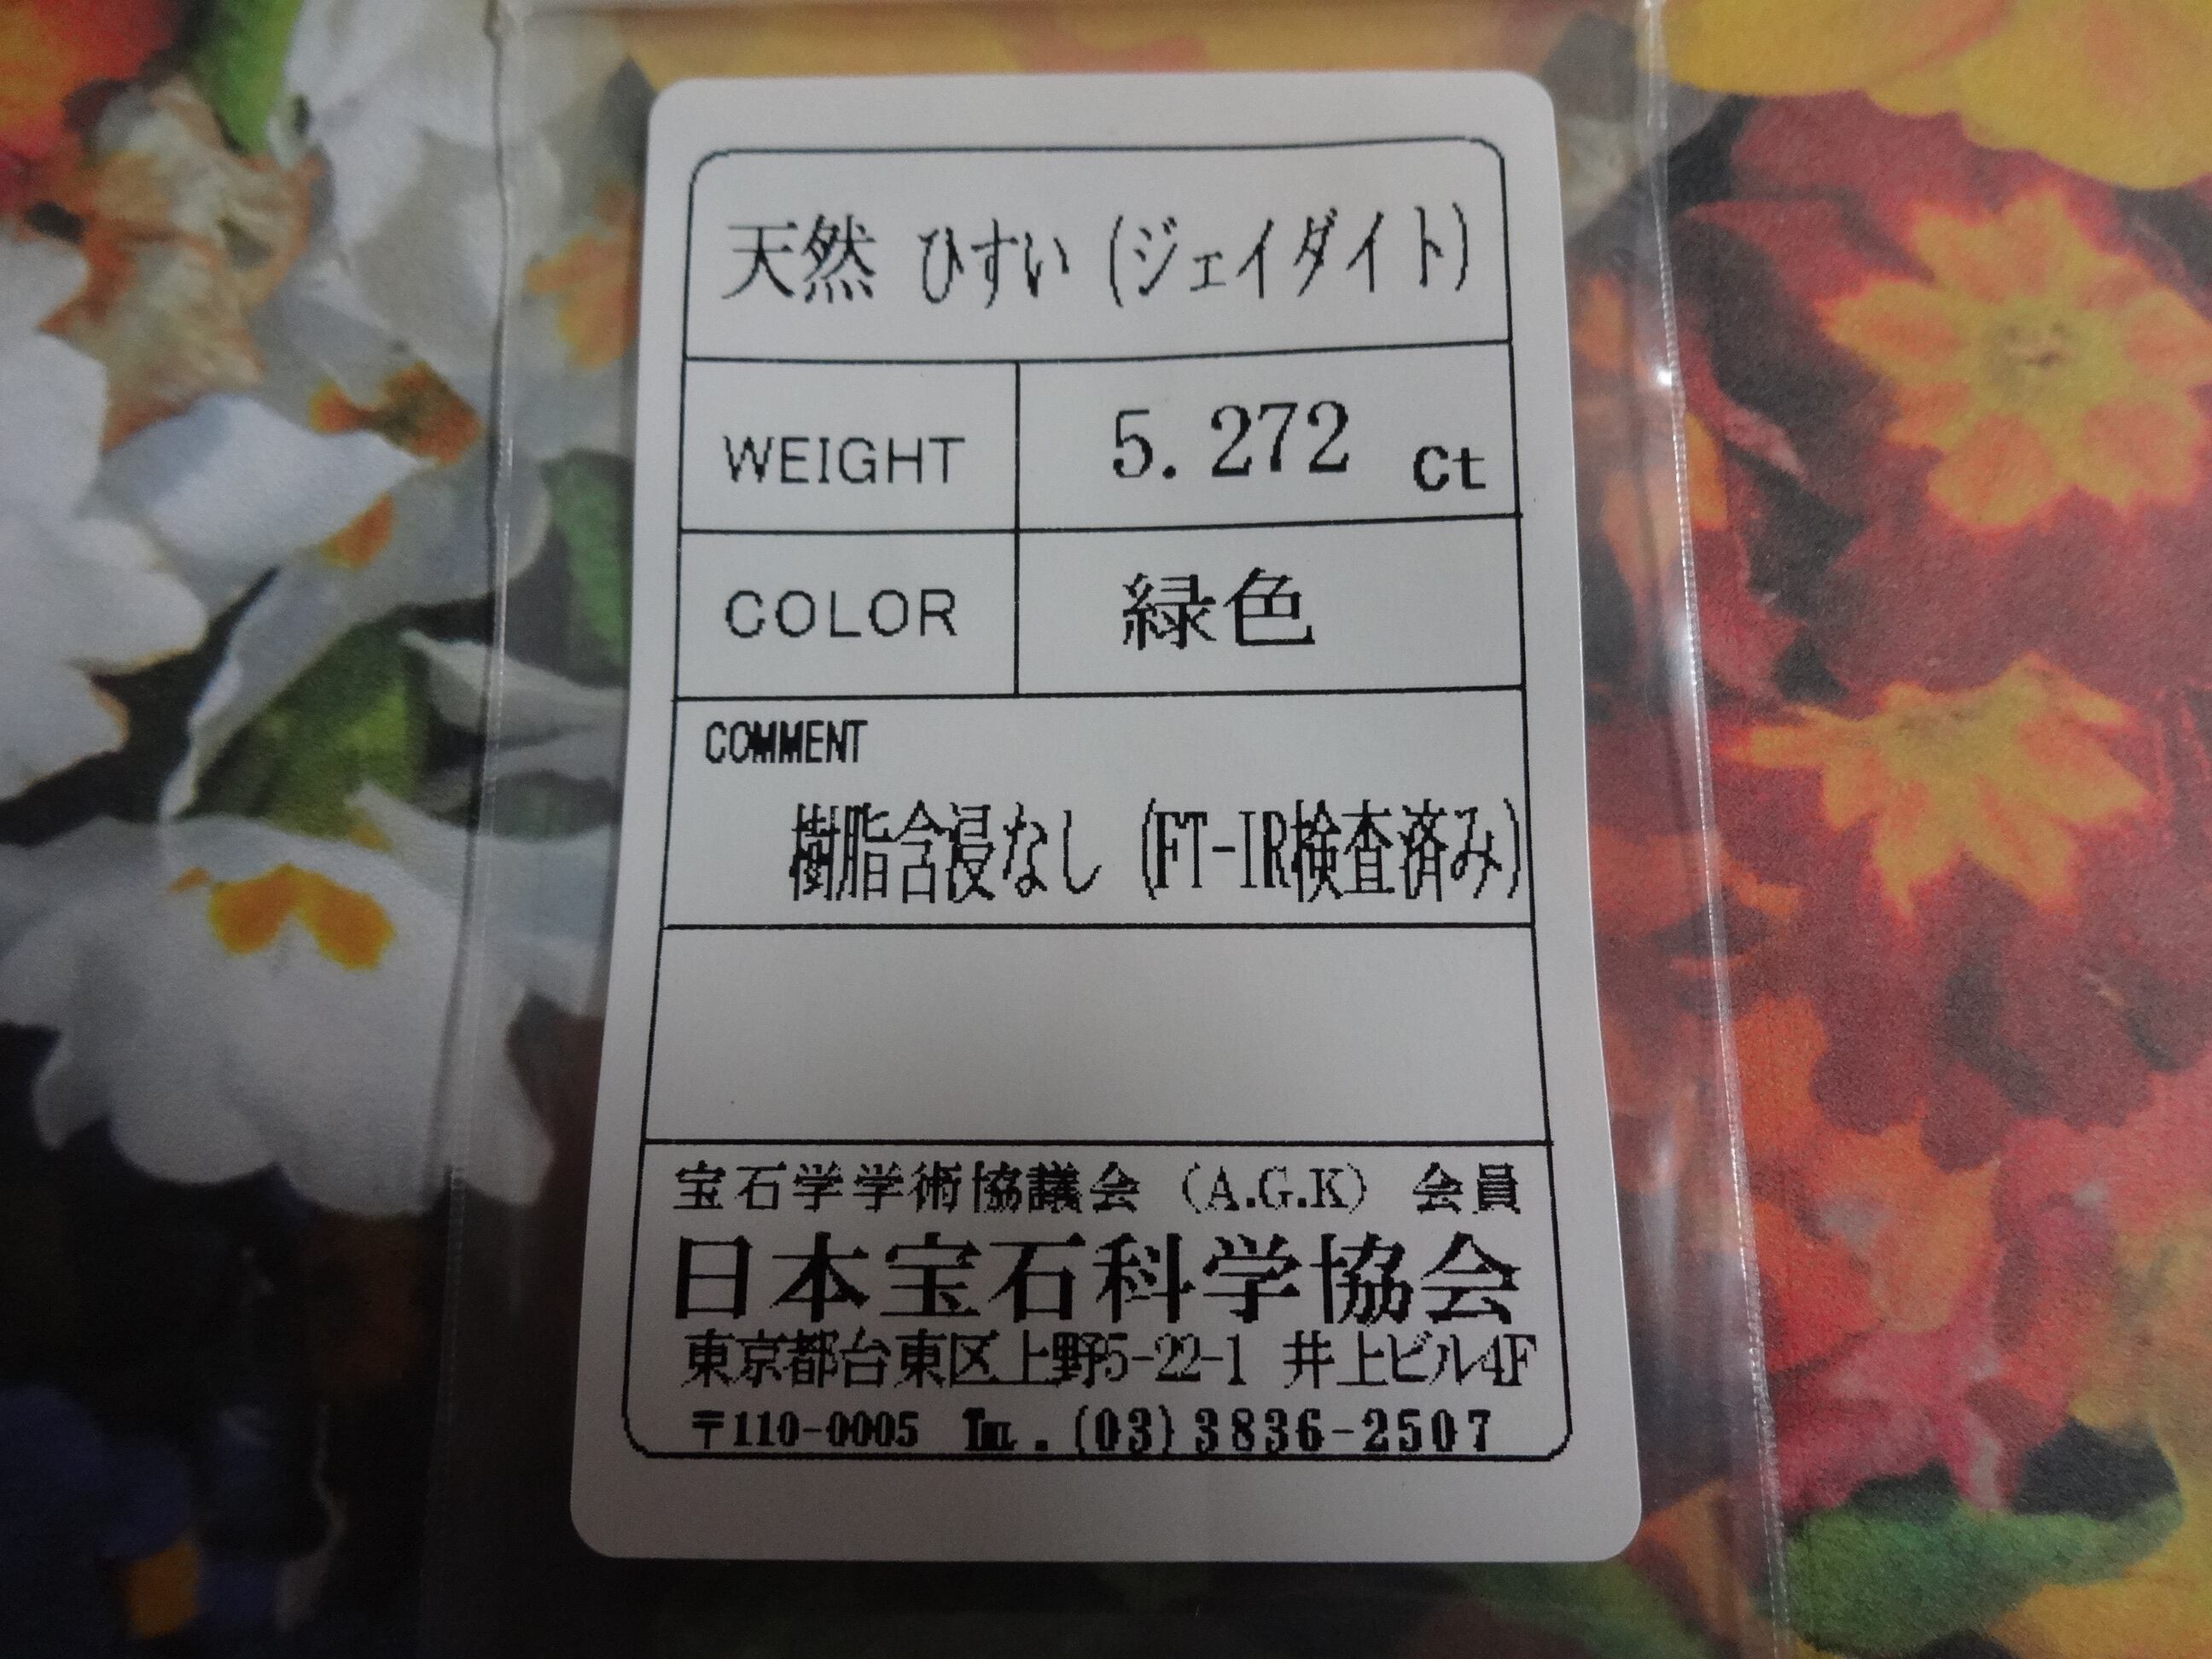 天然 ひすい (ジェイダイト)
WEIGHT 5.272 Ct
COLOR 緑色
COMMENT
樹脂含浸なし (FT-IR検査済み)
宝石学学術協議会 (A.G.K) 会員
日本宝石科学協会
東京都台東区上野5-22-1 井上ビル4F
〒110-0005 ℡.(03)3836-2507